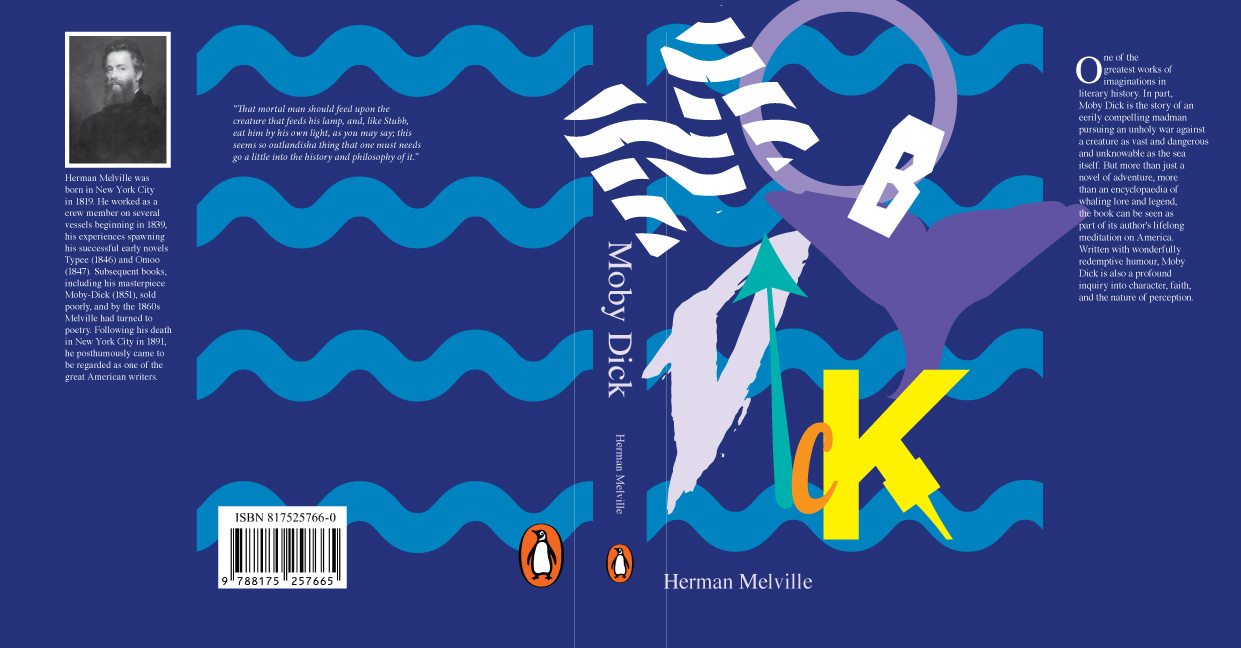 Herman Melville was
born in New York City
in 1819. He worked as a
crew member on several
vessels beginning in 1839,
his experiences spawning
his successful early novels
Typee (1846) and Omoo
(1847). Subsequent books,
including his masterpiece
Moby-Dick (1851), sold
poorly, and by the 1860s
Melville had turned to
poetry. Following his death
in New York City in 1891,
he posthumously came to
be regarded as one of the
great American writers.
“That mortal man should feed upon the
creature that feeds his lamp, and, like Stubb,
eat him by his own light, as you may say; this
seems so outlandisha thing that one must needs
go a little into the history and philosophy of it.”
ISBN 817525766-0
9 788175 257665
Moby Dick
Herman Melville
MOBY
DicK
Herman Melville
One of the
greatest works of
imaginations in
literary history. In part,
Moby Dick is the story of an
eerily compelling madman
pursuing an unholy war against
a creature as vast and dangerous
and unknowable as the sea
itself. But more than just a
novel of adventure, more
than an encyclopaedia of
whaling lore and legend,
the book can be seen as
part of its author's lifelong
meditation on America.
Written with wonderfully
redemptive humour, Moby
Dick is also a profound
inquiry into character, faith,
and the nature of perception.